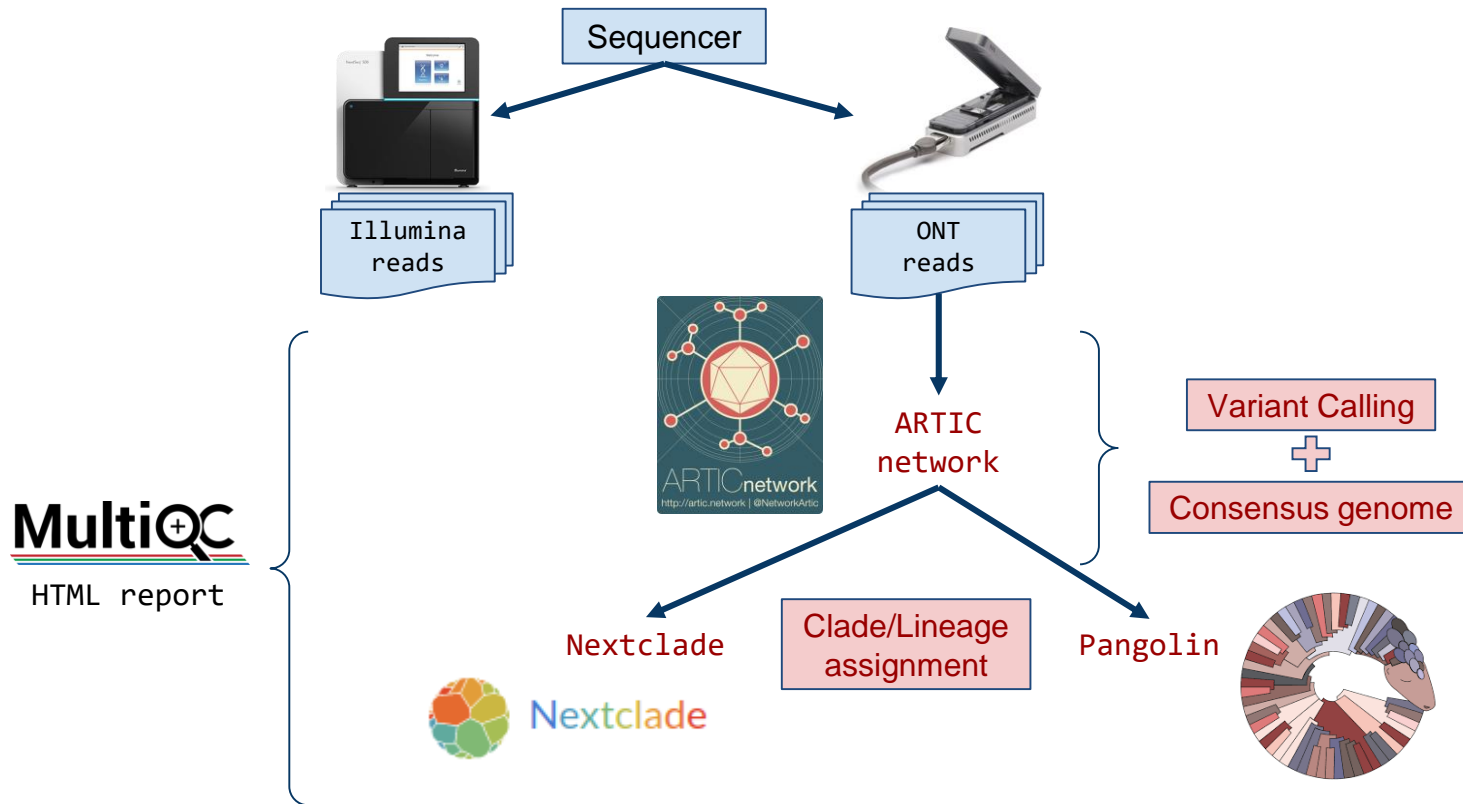 Sequencer
Illumina
reads
ONT
reads
ARTICnetwork
http://artic.network | @NetworkArtic
ARTIC
network
Variant Calling
Consensus genome
MultiQC
HTML report
Nextclade
Clade/Lineage
assignment
Pangolin
Nextclade